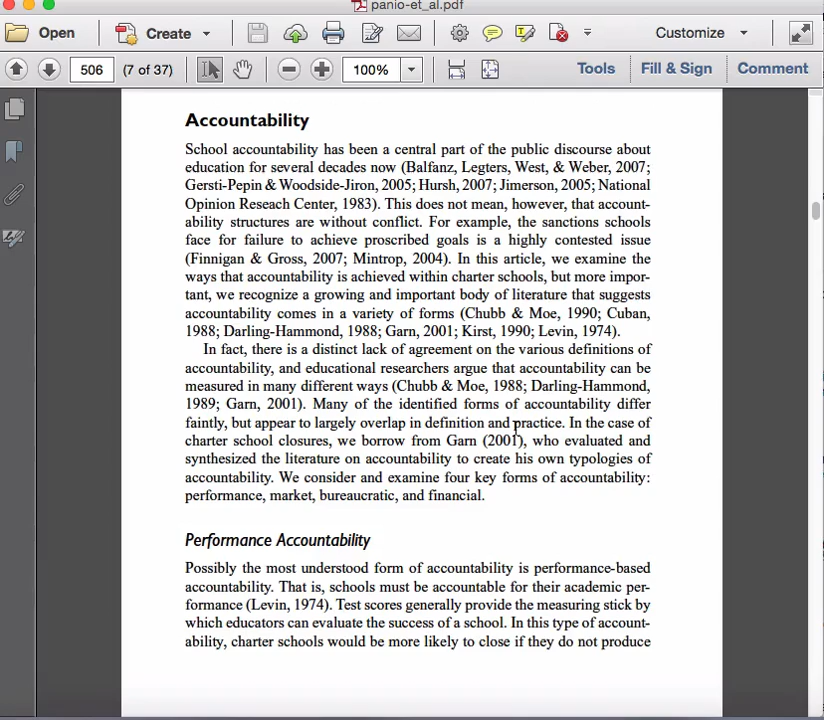 panio-et_al.pdf
Open Create Customize
506 (7 of 37) 100% Tools Fill & Sign Comment
Accountability
School accountability has been a central part of the public discourse about
education for several decades now (Balfanz, Legters, West, & Weber, 2007;
Gersti-Pepin & Woodside-Jiron, 2005; Hursh, 2007; Jimerson, 2005; National
Opinion Reseach Center, 1983). This does not mean, however, that account-
ability structures are without conflict. For example, the sanctions schools
face for failure to achieve proscribed goals is a highly contested issue
(Finnigan & Gross, 2007; Mintrop, 2004). In this article, we examine the
ways that accountability is achieved within charter schools, but more impor-
tant, we recognize a growing and important body of literature that suggests
accountability comes in a variety of forms (Chubb & Moe, 1990; Cuban,
1988; Darling-Hammond, 1988; Garn, 2001; Kirst, 1990; Levin, 1974).
In fact, there is a distinct lack of agreement on the various definitions of
accountability, and educational researchers argue that accountability can be
measured in many different ways (Chubb & Moe, 1988; Darling-Hammond,
1989; Garn, 2001). Many of the identified forms of accountability differ
faintly, but appear to largely overlap in definition and practice. In the case of
charter school closures, we borrow from Garn (2001), who evaluated and
synthesized the literature on accountability to create his own typologies of
accountability. We consider and examine four key forms of accountability:
performance, market, bureaucratic, and financial.
Performance Accountability
Possibly the most understood form of accountability is performance-based
accountability. That is, schools must be accountable for their academic per-
formance (Levin, 1974). Test scores generally provide the measuring stick by
which educators can evaluate the success of a school. In this type of account-
ability, charter schools would be more likely to close if they do not produce